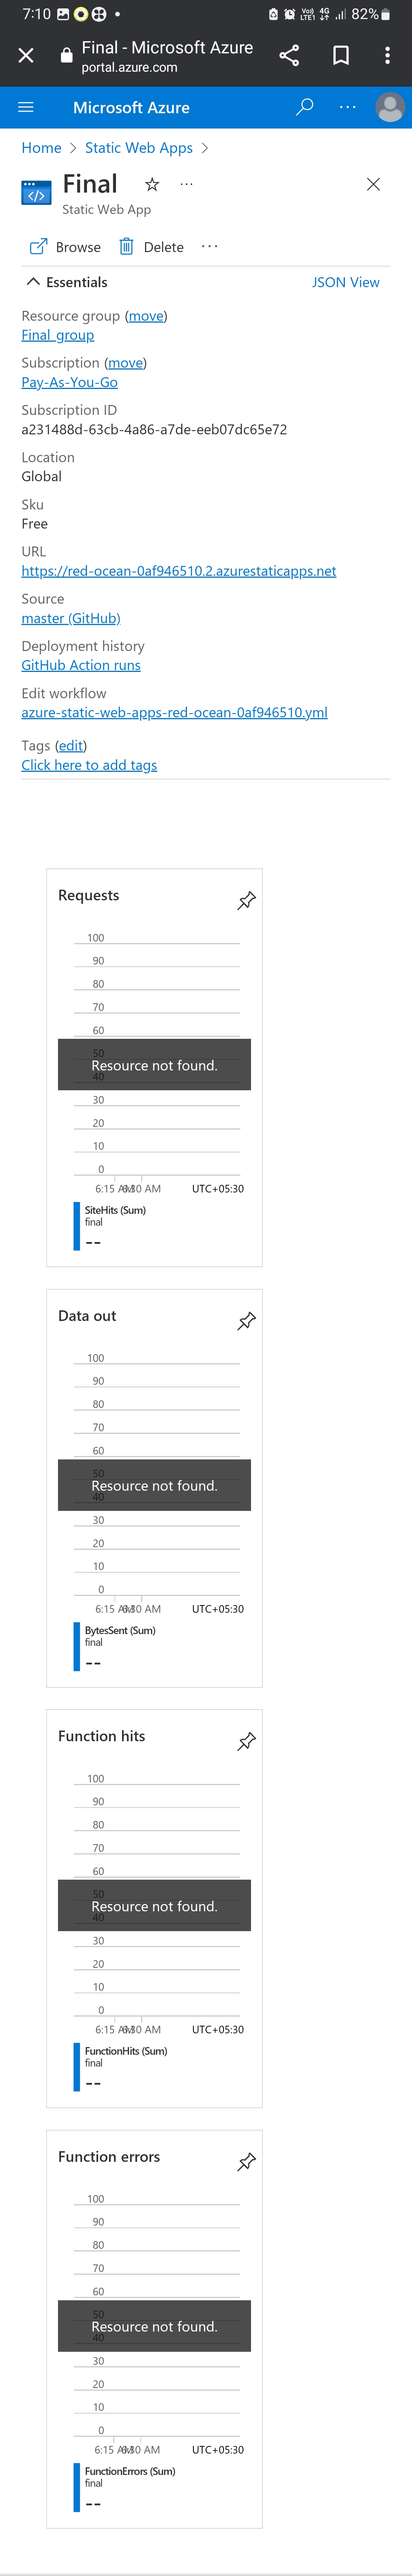 7:10 82%
Vo)) 4G
LTE1
Final - Microsoft Azure
portal.azure.com
Microsoft Azure
Home > Static Web Apps >
Final
Static Web App
Browse Delete
Essentials JSON View
Resource group (move)
Final_group
Subscription (move)
Pay-As-You-Go
Subscription ID
a231488d-63cb-4a86-a7de-eeb07dc65e72
Location
Global
Sku
Free
URL
https://red-ocean-0af946510.2.azurestaticapps.net
Source
master (GitHub)
Deployment history
GitHub Action runs
Edit workflow
azure-static-web-apps-red-ocean-0af946510.yml
Tags (edit)
Click here to add tags
Requests
100
90
80
70
60
50
Resource not found.
40
30
20
10
0
6:15 AM 6:30 AM UTC+05:30
SiteHits (Sum)
final
--
Data out
100
90
80
70
60
50
Resource not found.
40
30
20
10
0
6:15 AM 6:30 AM UTC+05:30
BytesSent (Sum)
final
--
Function hits
100
90
80
70
60
50
Resource not found.
40
30
20
10
0
6:15 AM 6:30 AM UTC+05:30
FunctionHits (Sum)
final
--
Function errors
100
90
80
70
60
50
Resource not found.
40
30
20
10
0
6:15 AM 6:30 AM UTC+05:30
FunctionErrors (Sum)
final
--